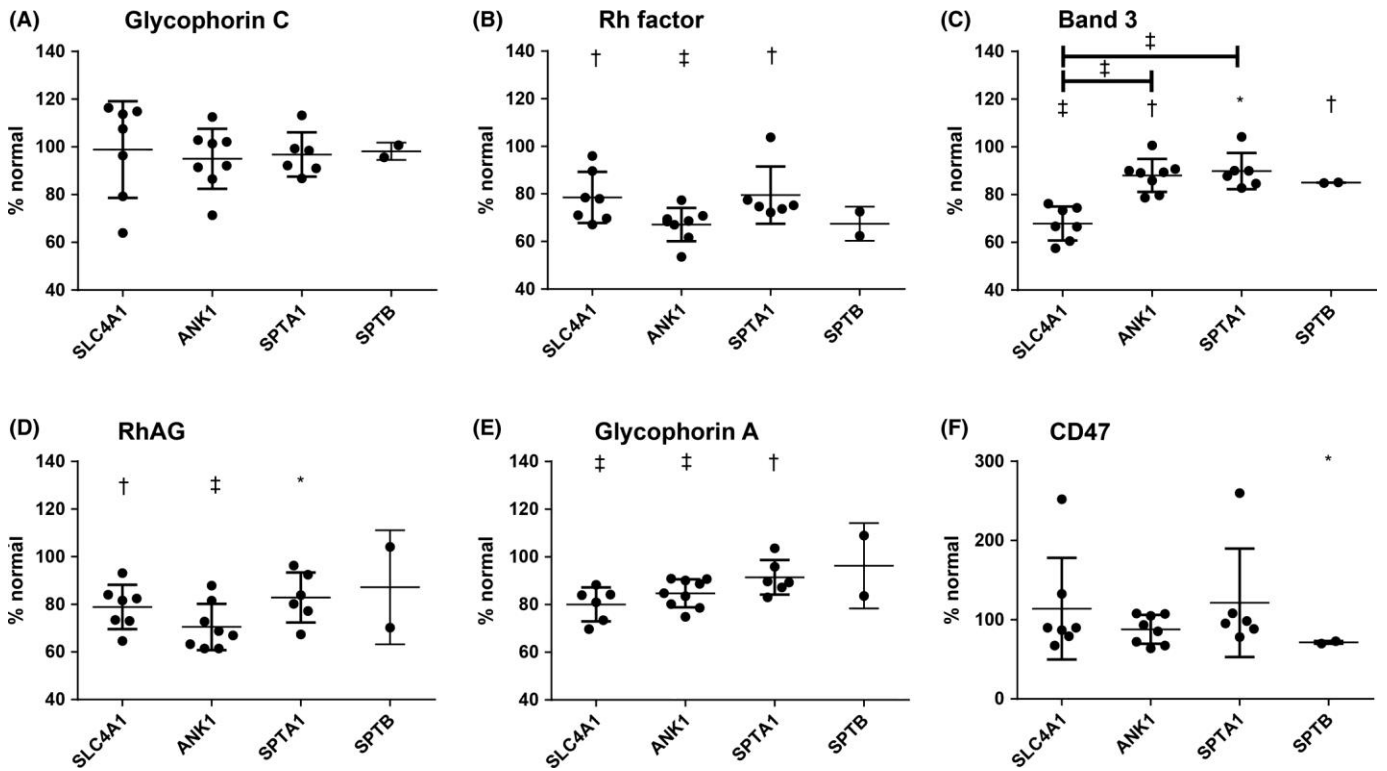 (A) Glycophorin C
140
120
100
80
60
40
% normal
SLC4A1
ANK1
SPTA1
SPTB
(B) Rh factor
140
120
100
80
60
40
% normal
† ‡ †
SLC4A1
ANK1
SPTA1
SPTB
(C) Band 3
140
120
100
80
60
40
% normal
‡
‡
‡ † * †
SLC4A1
ANK1
SPTA1
SPTB
(D) RhAG
140
120
100
80
60
40
% normal
† ‡ *
SLC4A1
ANK1
SPTA1
SPTB
(E) Glycophorin A
140
120
100
80
60
40
% normal
‡ ‡ †
SLC4A1
ANK1
SPTA1
SPTB
(F) CD47
300
200
100
0
% normal
*
SLC4A1
ANK1
SPTA1
SPTB